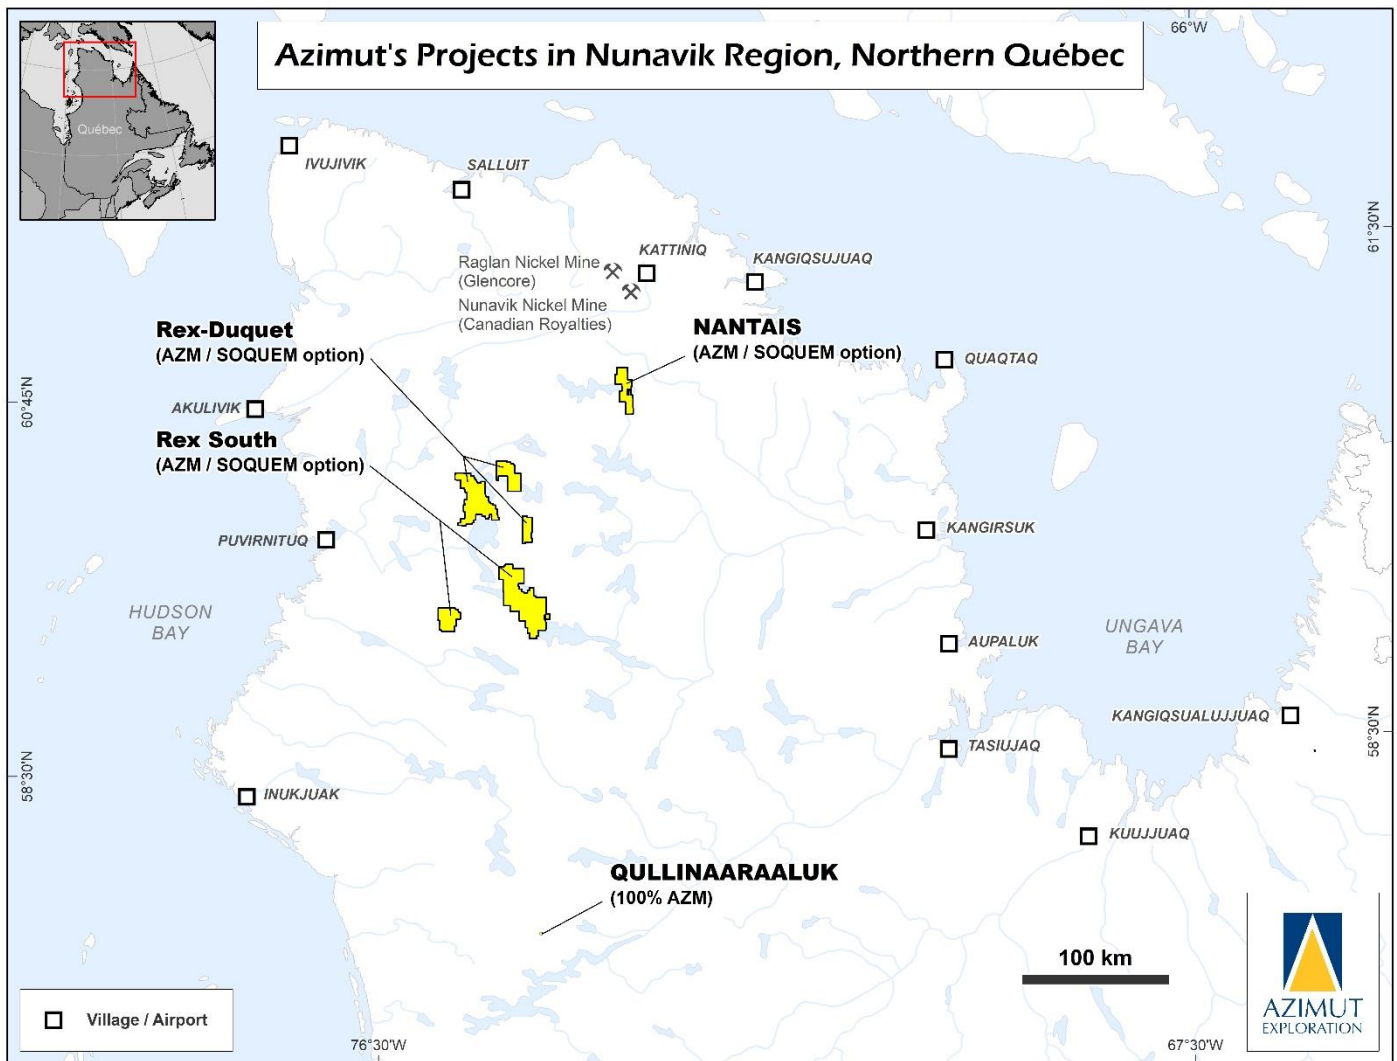 66°W
Azimut's Projects in Nunavik Region, Northern Québec
Québec
IVUJIVIK
SALLUIT
61°30'N
KATTINIQ
KANGIQSUJUAQ
Raglan Nickel Mine
(Glencore)
Nunavik Nickel Mine
(Canadian Royalties)
Rex-Duquet
(AZM / SOQUEM option)
NANTAIS
(AZM / SOQUEM option)
QUAQTAQ
60°45'N
AKULIVIK
Rex South
(AZM / SOQUEM option)
KANGIRSUK
PUVIRNITUQ
HUDSON
BAY
UNGAVA
BAY
AUPALUK
KANGIQSUALUJJUAQ
58°30'N
TASIUJAQ
58°30'N
INUKJUAK
KUUJJUAQ
QULLINAARAALUK
(100% AZM)
100 km
AZIMUT
EXPLORATION
Village / Airport
76°30'W
67°30'W